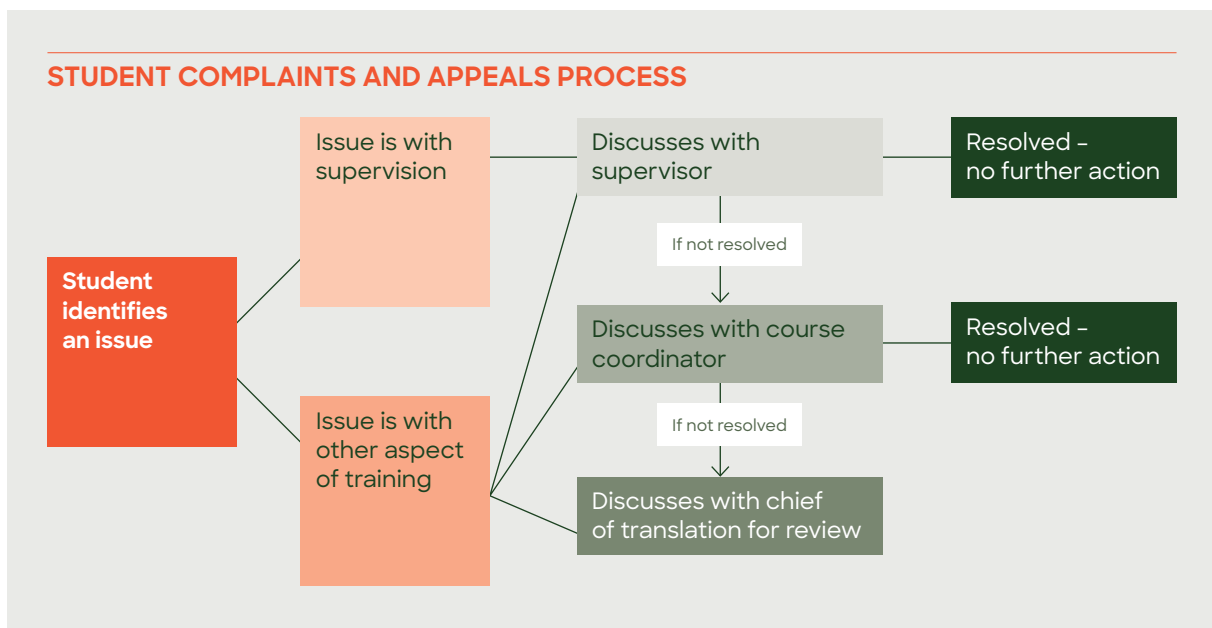 STUDENT COMPLAINTS AND APPEALS PROCESS
Student
identifies
an issue
Issue is with
supervision
Issue is with
other aspect
of training
Discusses with
supervisor
If not resolved
Discusses with course
coordinator
If not resolved
Discusses with chief
of translation for review
Resolved –
no further action
Resolved –
no further action